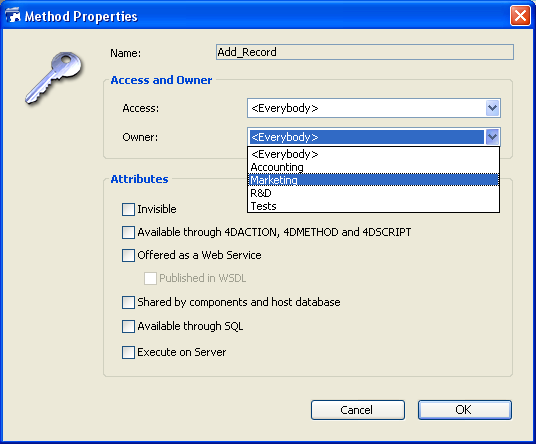 Method Properties
Name: Add_Record
Access and Owner
Access: <Everybody>
Owner: <Everybody>
<Everybody>
Accounting
Marketing
R&D
Tests
Attributes
Invisible
Available through 4DACTION, 4DMETHOD and 4DSCRIPT
Offered as a Web Service
Published in WSDL
Shared by components and host database
Available through SQL
Execute on Server
Cancel OK